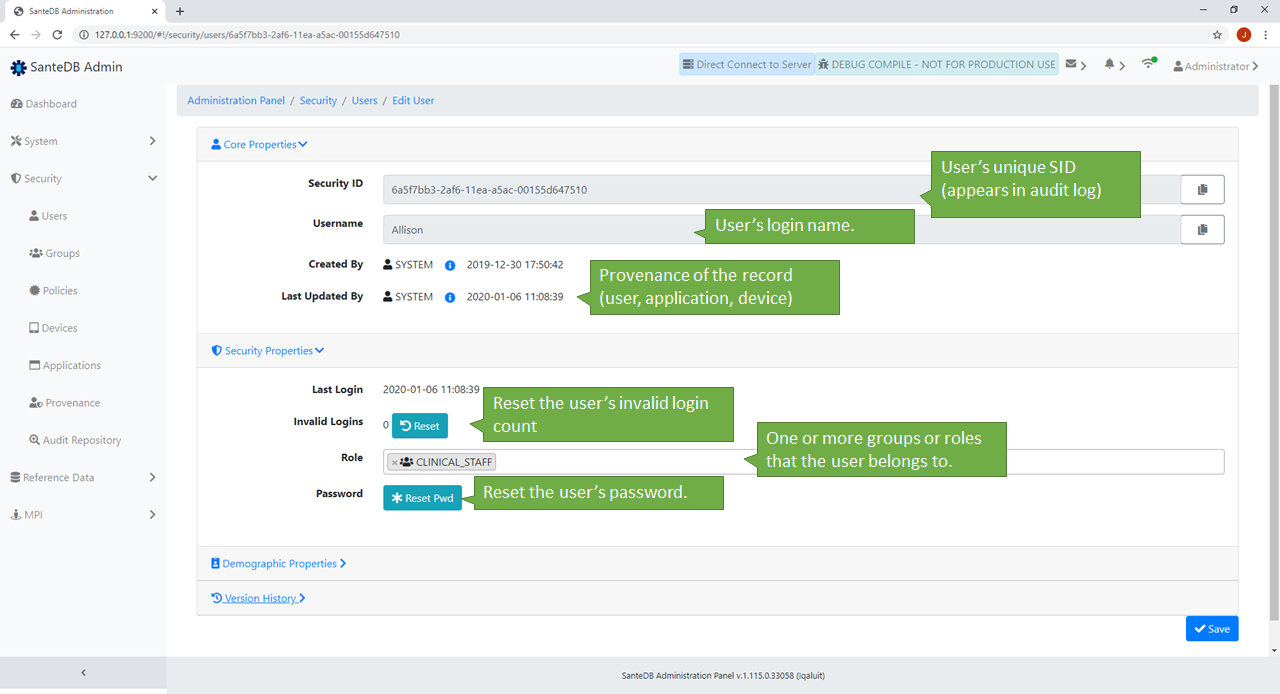 SanteDB Administration
127.0.0.1:9200/#!/security/users/6a5f7bb3-2af6-11ea-a5ac-00155d647510
J
SanteDB Admin
Direct Connect to Server
DEBUG COMPILE - NOT FOR PRODUCTION USE
Administrator
Dashboard
System
Security
Users
Groups
Policies
Devices
Applications
Provenance
Audit Repository
Reference Data
MPI
Administration Panel / Security / Users / Edit User
Core Properties
Security ID
6a5f7bb3-2af6-11ea-a5ac-00155d647510
User's unique SID
(appears in audit log)
Username
Allison
User's login name.
Created By
SYSTEM 2019-12-30 17:50:42
Last Updated By
SYSTEM 2020-01-06 11:08:39
Provenance of the record
(user, application, device)
Security Properties
Last Login
2020-01-06 11:08:39
Invalid Logins
0 Reset
Reset the user's invalid login
count
Role
× CLINICAL_STAFF
One or more groups or roles
that the user belongs to.
Password
Reset Pwd
Reset the user's password.
Demographic Properties
Version History
Save
SanteDB Administration Panel v.1.115.0.33058 (Iqaluit)